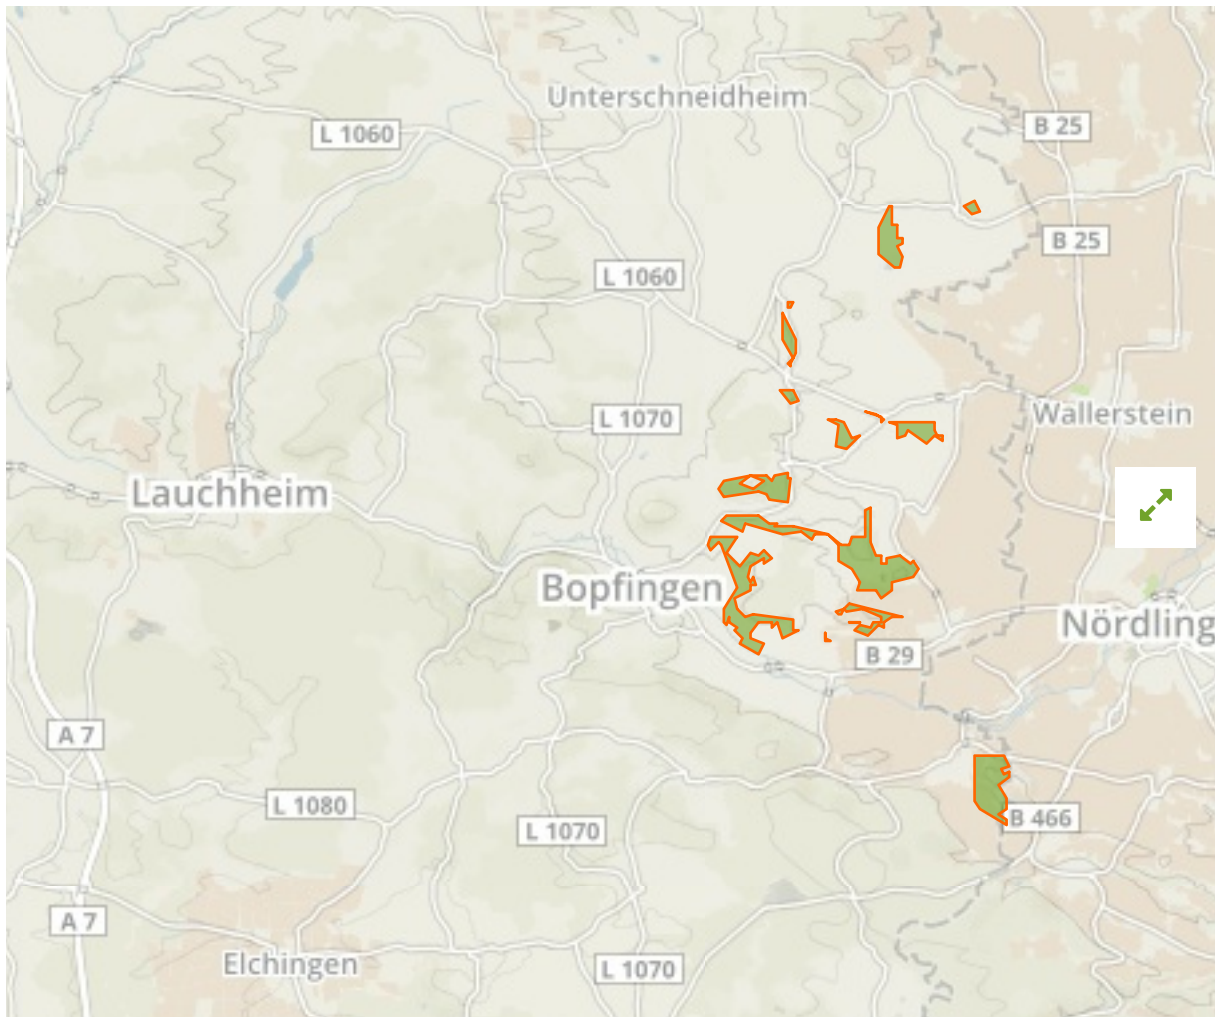 Unterschneidheim
B 25
L 1060
B 25
L 1060
Wallerstein
L 1070
Lauchheim
Bopfingen
Nördling
B 29
A 7
L 1080
B 466
L 1070
A 7
Elchingen
L 1070